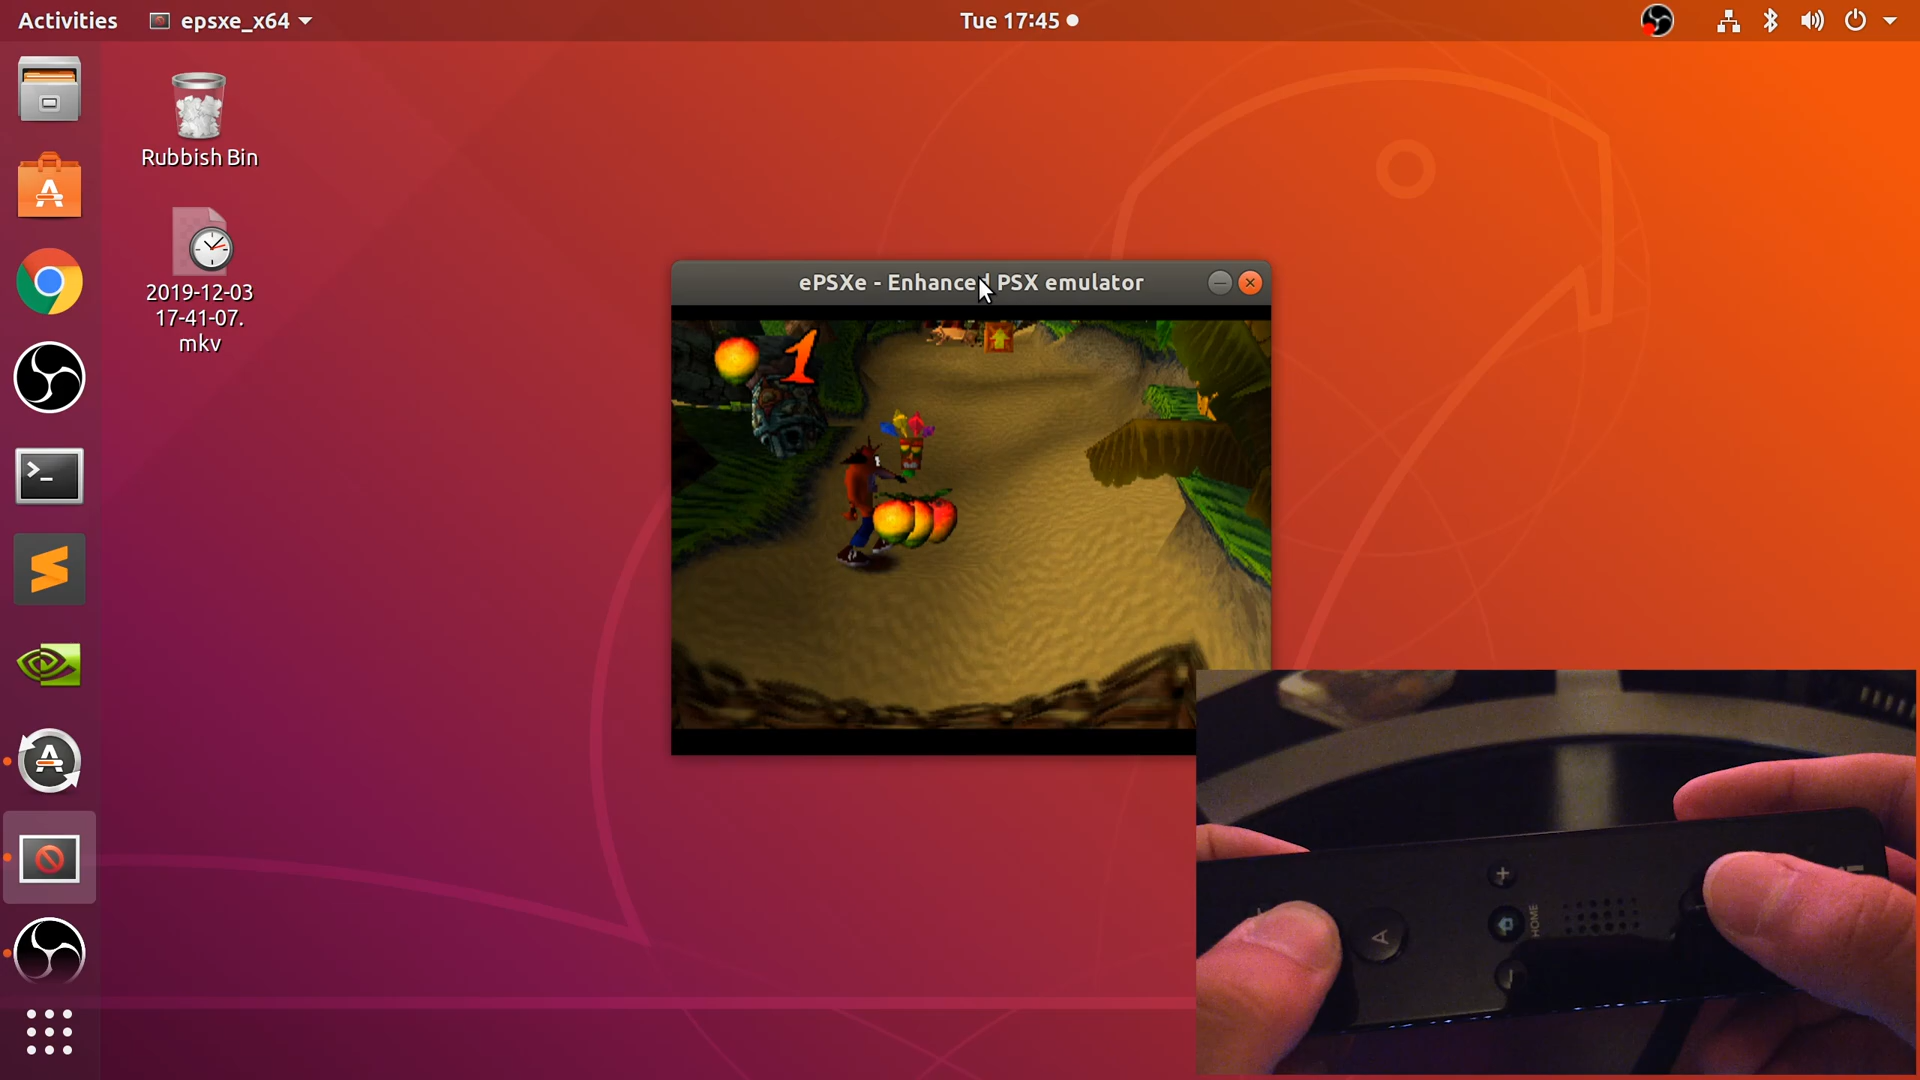 Activities
epsxe_x64
Tue 17:45
Rubbish Bin
2019-12-03
17-41-07.
mkv
ePSXe - Enhanced PSX emulator
1
A
HOME